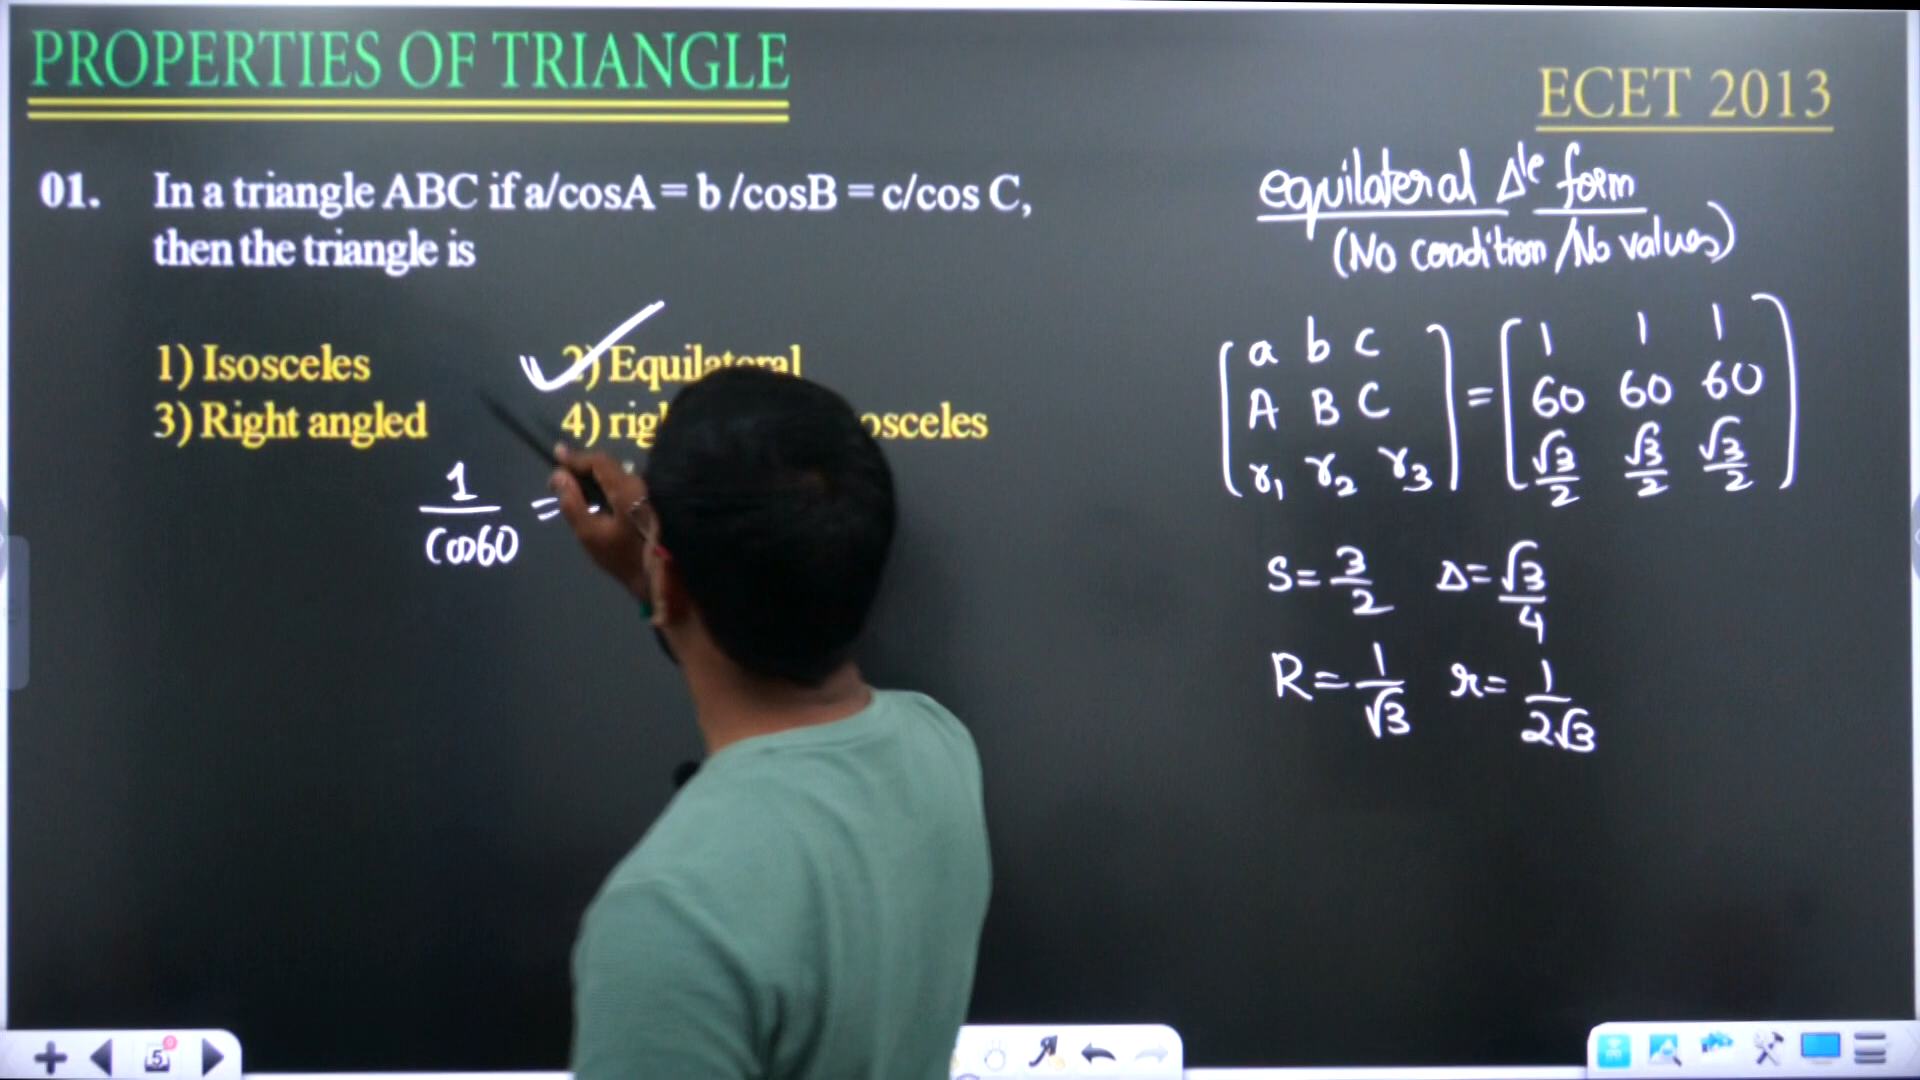 PROPERTIES OF TRIANGLE
ECET 2013
01. In a triangle ABC if a/cosA = b /cosB = c/cos C,
then the triangle is
1) Isosceles 2) Equilateral
3) Right angled 4) osceles
1/cos60 =
equilateral Δle form
(No condition /No values)
a b c 1 1 1
A B C = 60 60 60
r₁ r₂ r₃ √3/2 √3/2 √3/2
S = 3/2 Δ = √3/4
R = 1/√3 r = 1/2√3
5